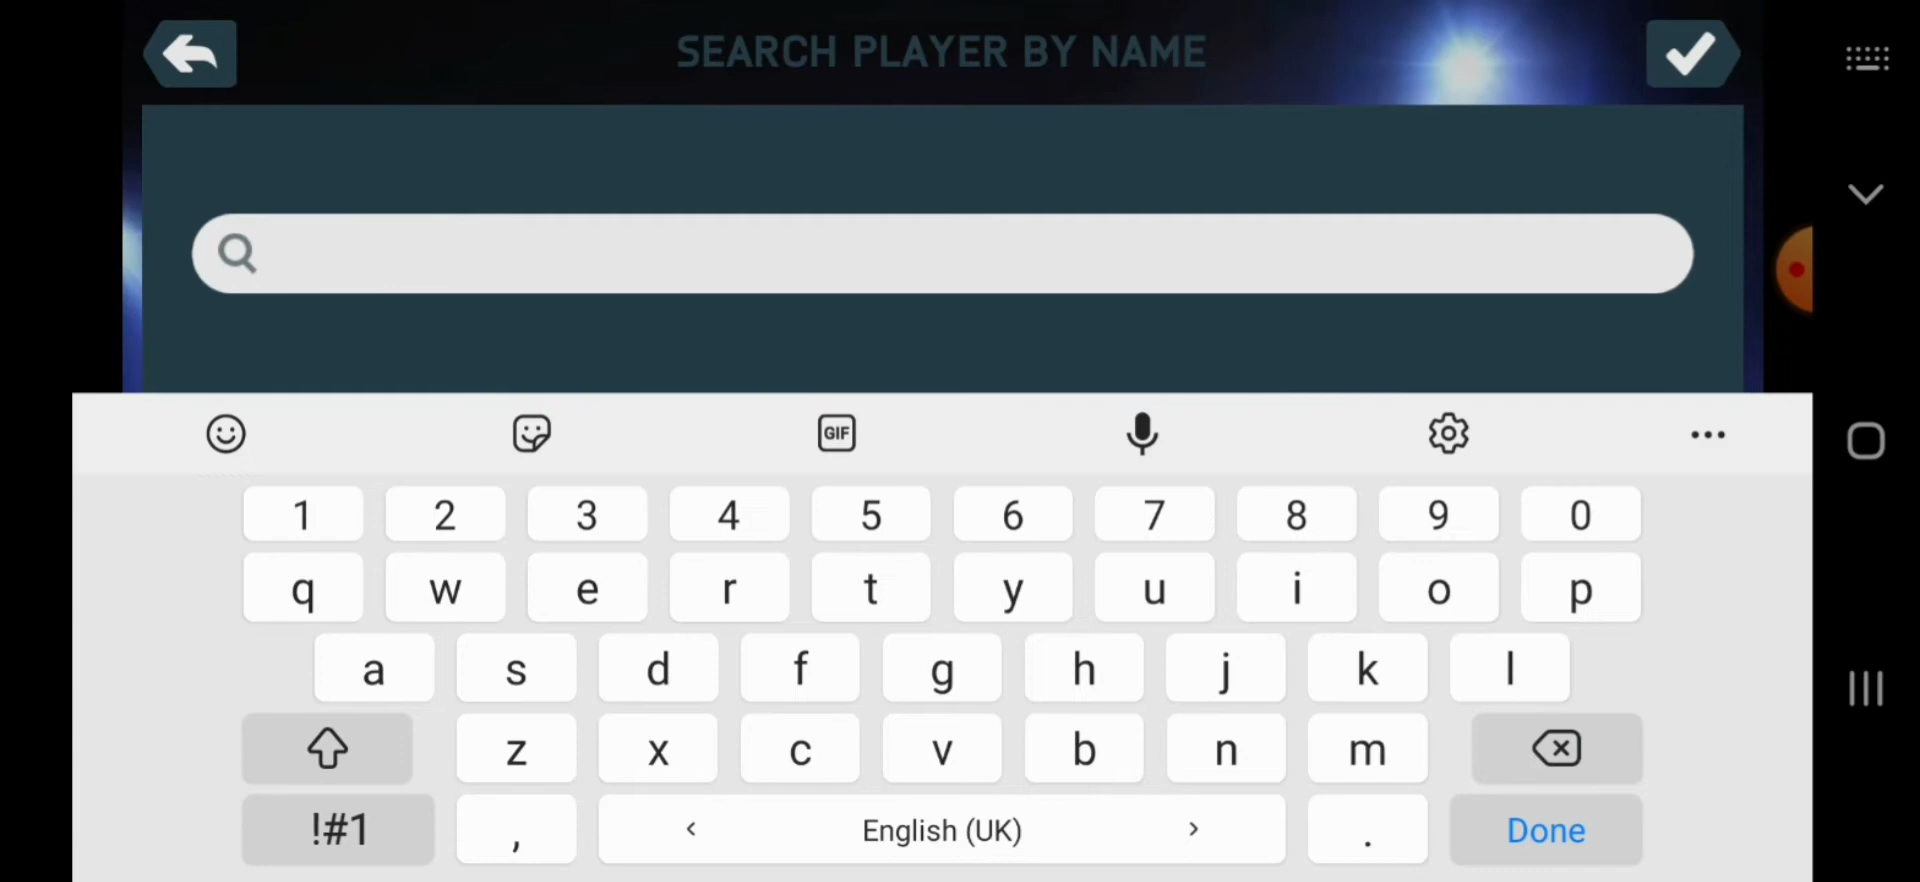 SEARCH PLAYER BY NAME
GIF
1 2 3 4 5 6 7 8 9 0
q w e r t y u i o p
a s d f g h j k l
z x c v b n m
!#1 , < English (UK) > . Done